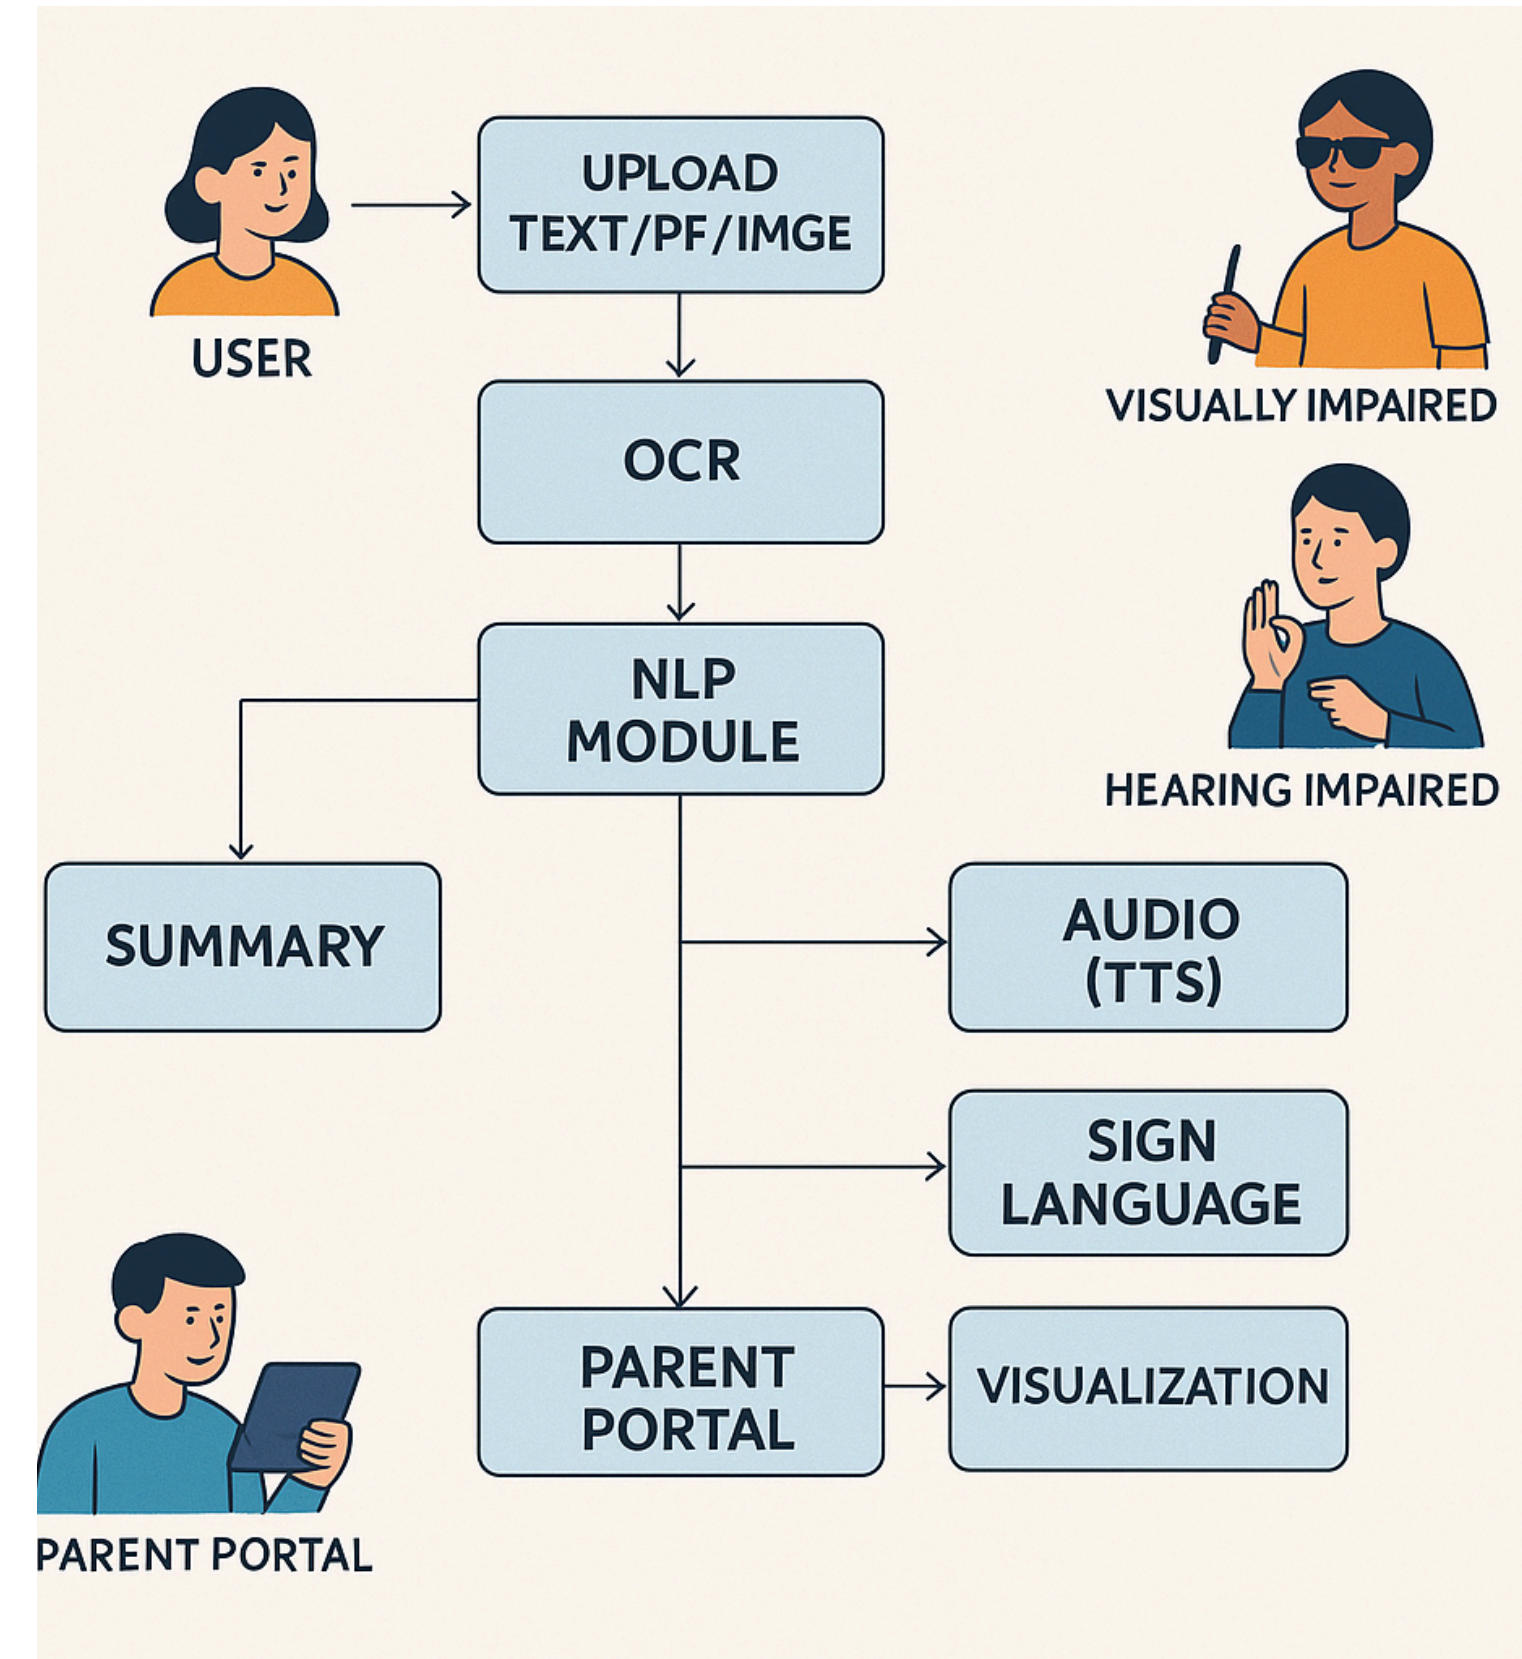 USER
UPLOAD
TEXT/PF/IMGE
VISUALLY IMPAIRED
OCR
HEARING IMPAIRED
NLP
MODULE
SUMMARY
AUDIO
(TTS)
SIGN
LANGUAGE
PARENT
PORTAL
VISUALIZATION
PARENT PORTAL